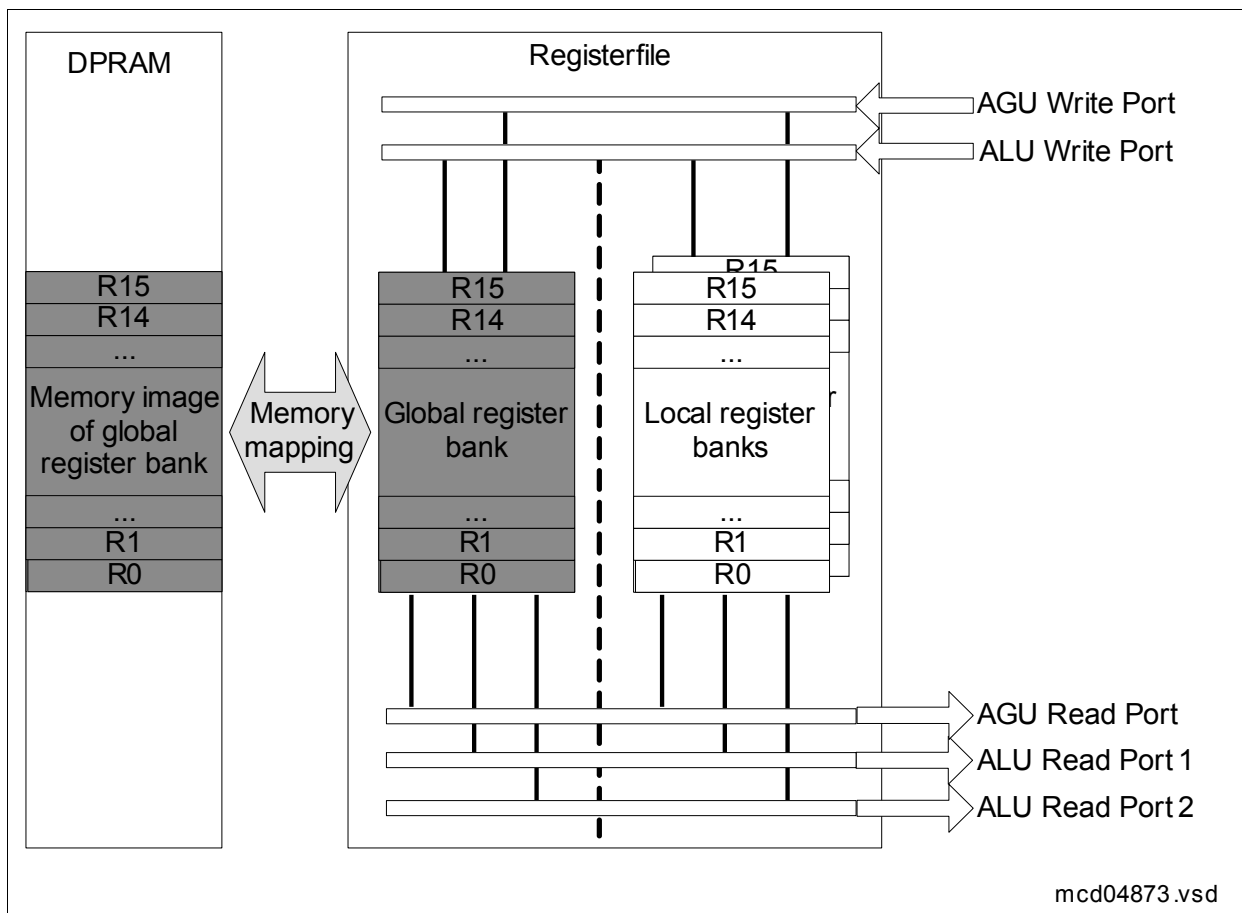 DPRAM
Registerfile
AGU Write Port
ALU Write Port
R15
R14
...
Memory image
of global
register bank
...
R1
R0
Memory
mapping
R15
R14
...
Global register
bank
...
R1
R0
R15
R15
R14
...
Local register
banks
...
R1
R0
AGU Read Port
ALU Read Port 1
ALU Read Port 2
mcd04873.vsd